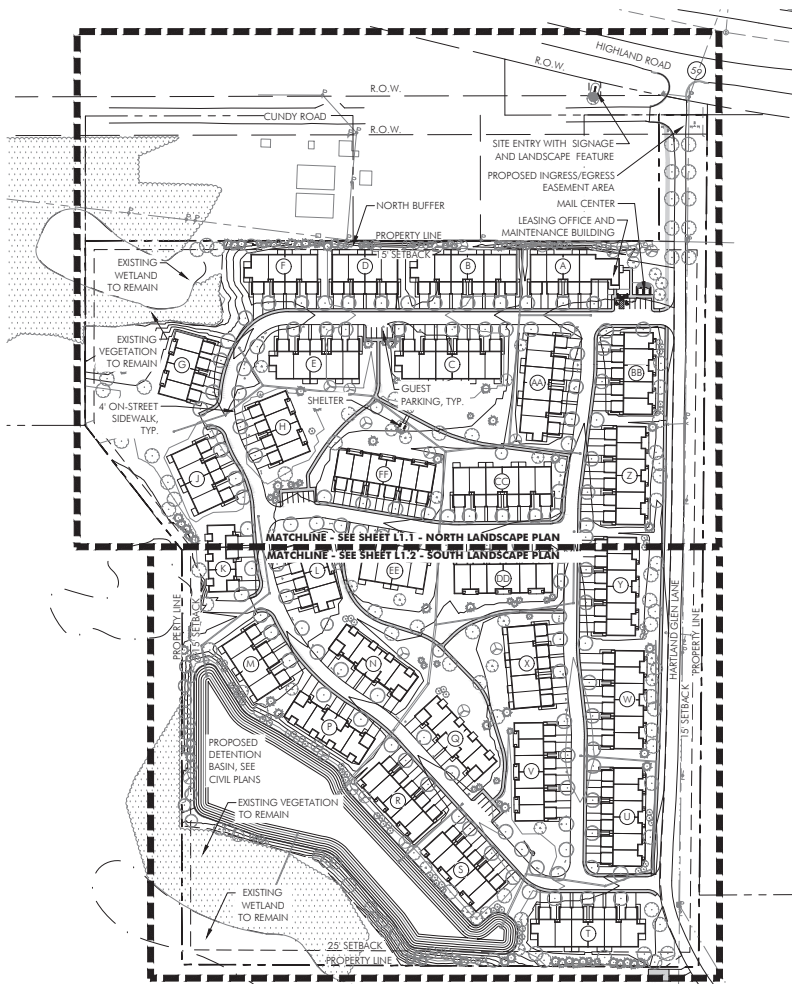 HIGHLAND ROAD
R.O.W.
59
R.O.W.
CUNDY ROAD
R.O.W.
SITE ENTRY WITH SIGNAGE
AND LANDSCAPE FEATURE
PROPOSED INGRESS/EGRESS
EASEMENT AREA
MAIL CENTER
LEASING OFFICE AND
MAINTENANCE BUILDING
NORTH BUFFER
PROPERTY LINE
15' SETBACK
EXISTING
WETLAND
TO REMAIN
F
D
B
A
EXISTING
VEGETATION
TO REMAIN
G
E
C
AA
BB
GUEST
PARKING, TYP.
SHELTER
4' ON-STREET
SIDEWALK,
TYP.
H
J
FF
CC
Z
MATCHLINE - SEE SHEET L1.1 - NORTH LANDSCAPE PLAN
MATCHLINE - SEE SHEET L1.2 - SOUTH LANDSCAPE PLAN
K
L
EE
DD
Y
PROPERTY LINE
15' SETBACK
HARTLAND GLEN LANE
PROPERTY LINE
15' SETBACK
M
N
X
W
P
Q
PROPOSED
DETENTION
BASIN, SEE
CIVIL PLANS
V
U
R
S
EXISTING VEGETATION
TO REMAIN
EXISTING
WETLAND
TO REMAIN
T
25' SETBACK
PROPERTY LINE